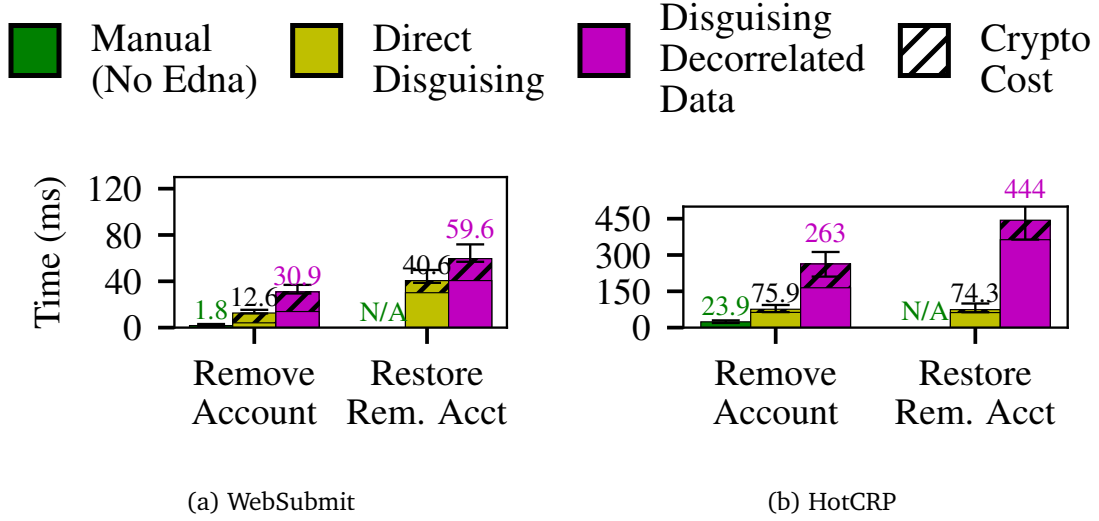 Manual
(No Edna)
Direct
Disguising
Disguising
Decorrelated
Data
Crypto
Cost
Time (ms)
120
80
40
0
1.8
12.6
30.9
N/A
40.6
59.6
Remove
Account
Restore
Rem. Acct
(a) WebSubmit
450
300
150
0
23.9
75.9
263
N/A
74.3
444
Remove
Account
Restore
Rem. Acct
(b) HotCRP